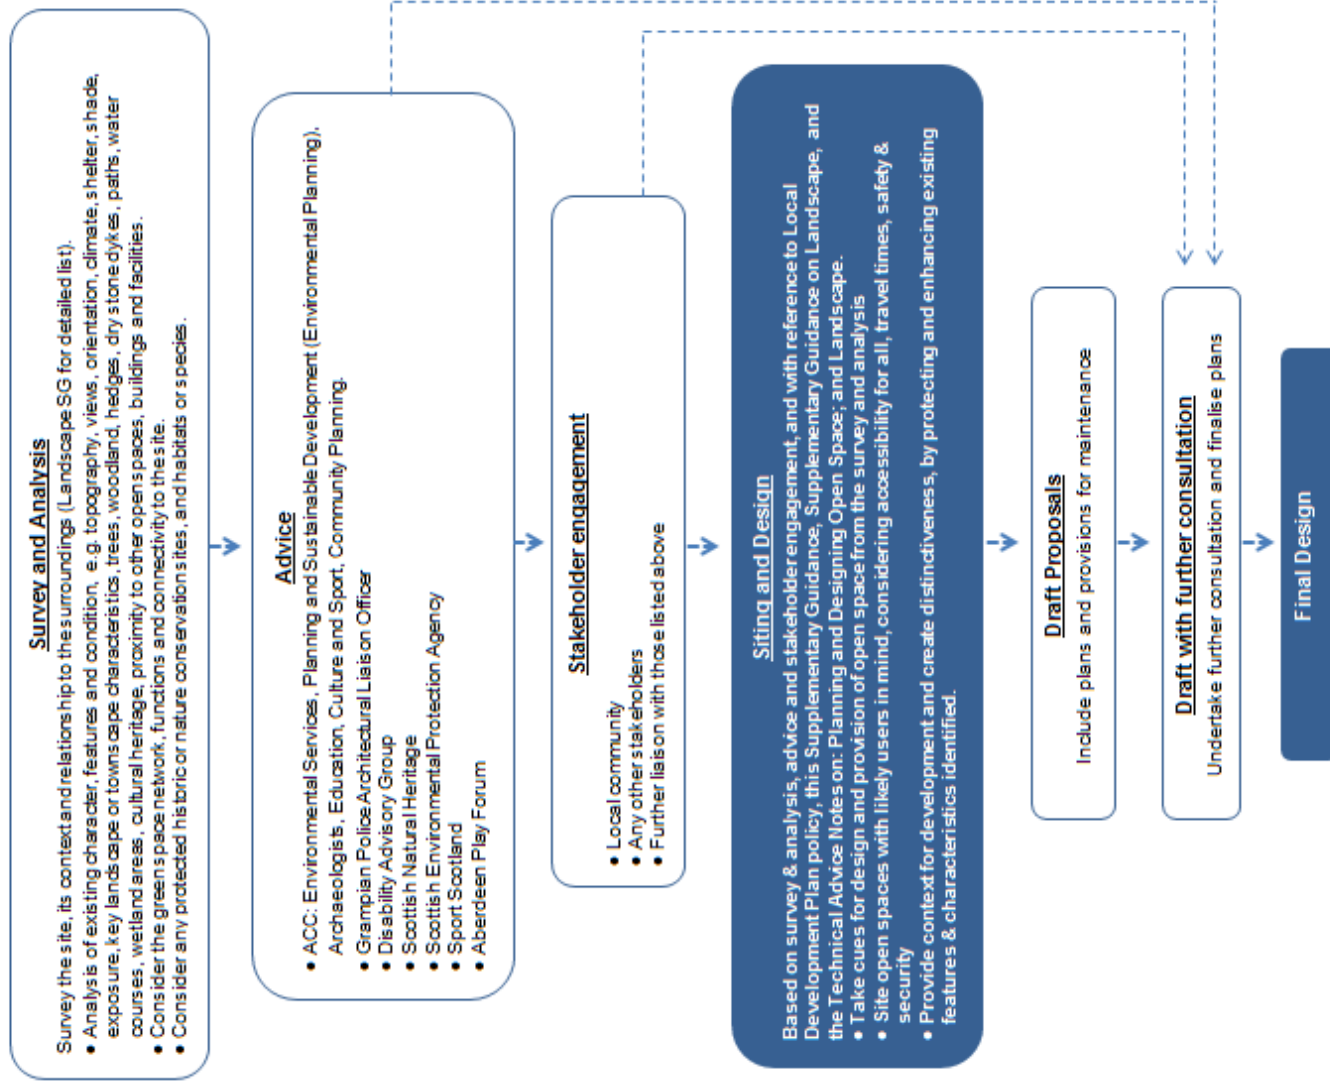 Survey and Analysis
Survey the site, its context and relationship to the surroundings (Landscape SG for detailed list).
• Analysis of existing character, features and condition, e.g. topography, views, orientation, climate, shelter, shade,
exposure, key landscape or townscape characteristics, trees, woodland, hedges, dry stone dykes, paths, water
courses, wetland areas, cultural heritage, proximity to other open spaces, buildings and facilities.
• Consider the green space network, functions and connectivity to the site.
• Consider any protected historic or nature conservation sites, and habitats or species.
Advice
• ACC: Environmental Services, Planning and Sustainable Development (Environmental Planning),
Archaeologists, Education, Culture and Sport, Community Planning.
• Grampian Police Architectural Liaison Officer
• Disability Advisory Group
• Scottish Natural Heritage
• Scottish Environmental Protection Agency
• Sport Scotland
• Aberdeen Play Forum
Stakeholder engagement
• Local community
• Any other stakeholders
• Further liaison with those listed above
Siting and Design
Based on survey & analysis, advice and stakeholder engagement, and with reference to Local
Development Plan policy, this Supplementary Guidance, Supplementary Guidance on Landscape, and
the Technical Advice Notes on: Planning and Designing Open Space; and Landscape.
• Take cues for design and provision of open space from the survey and analysis
• Site open spaces with likely users in mind, considering accessibility for all, travel times, safety &
security
• Provide context for development and create distinctiveness, by protecting and enhancing existing
features & characteristics identified.
Draft Proposals
Include plans and provisions for maintenance
Draft with further consultation
Undertake further consultation and finalise plans
Final Design